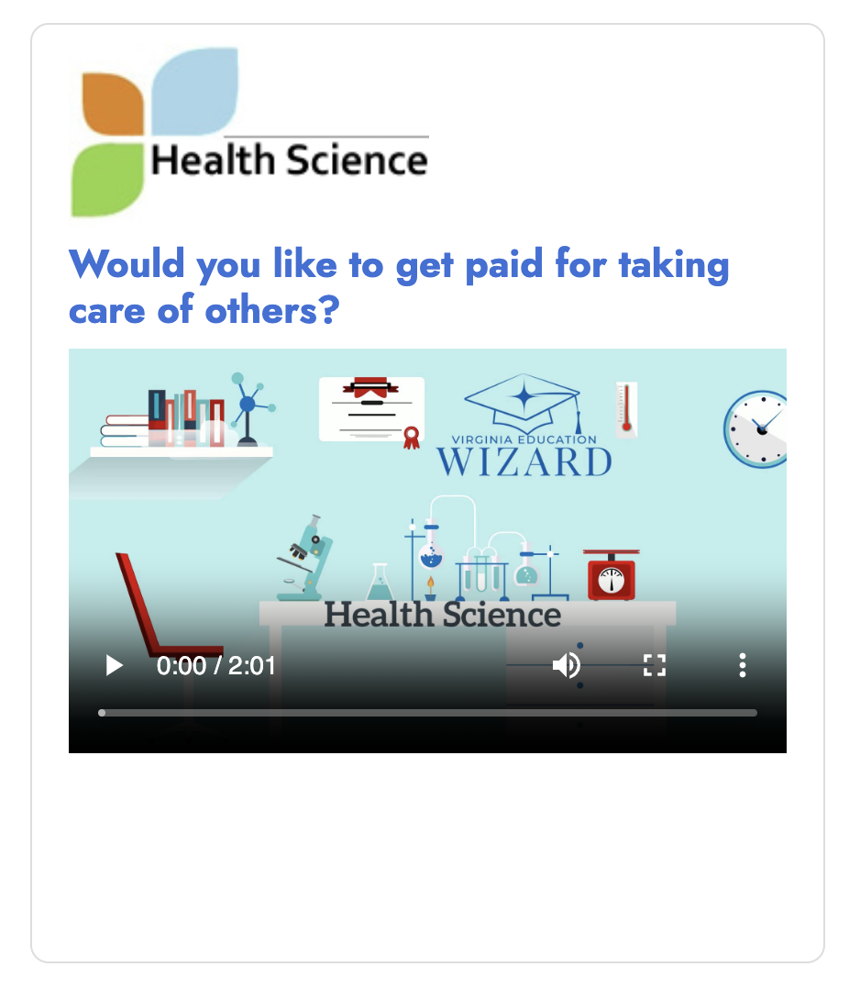 Health Science
Would you like to get paid for taking
care of others?
VIRGINIA EDUCATION
WIZARD
Health Science
0:00 / 2:01